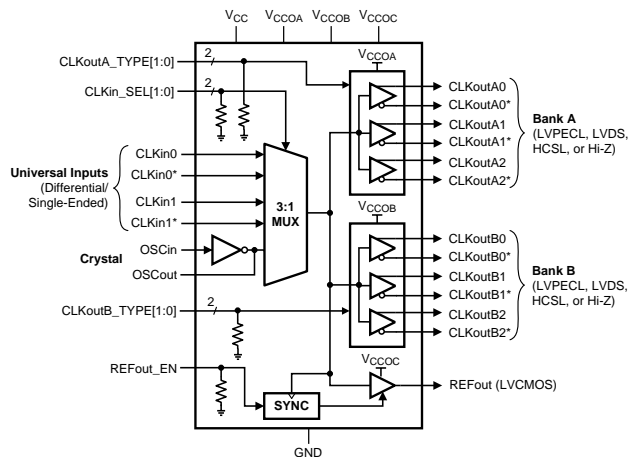 VCC VCCOA VCCOB VCCOC
CLKoutA_TYPE[1:0]
2
CLKin_SEL[1:0]
2
VCCOA
CLKoutA0
CLKoutA0*
CLKoutA1
CLKoutA1*
CLKoutA2
CLKoutA2*
Bank A
(LVPECL, LVDS,
HCSL, or Hi-Z)
Universal Inputs
(Differential/
Single-Ended)
CLKin0
CLKin0*
CLKin1
CLKin1*
3:1
MUX
Crystal
OSCin
OSCout
VCCOB
CLKoutB0
CLKoutB0*
CLKoutB1
CLKoutB1*
CLKoutB2
CLKoutB2*
Bank B
(LVPECL, LVDS,
HCSL, or Hi-Z)
CLKoutB_TYPE[1:0]
2
REFout_EN
SYNC
VCCOC
REFout (LVCMOS)
GND